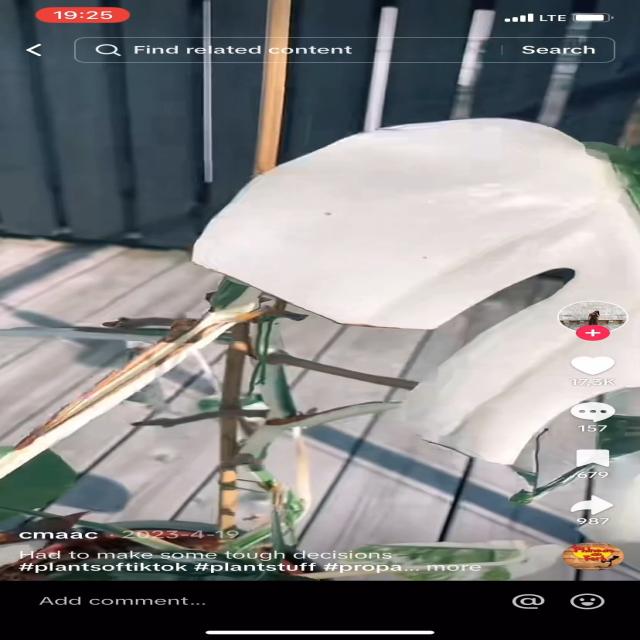 19:25
LTE
Find related content
Search
17.3K
157
679
987
cmaac · 2023-4-19
Had to make some tough decisions
#plantsoftiktok #plantstuff #propa... more
Add comment...